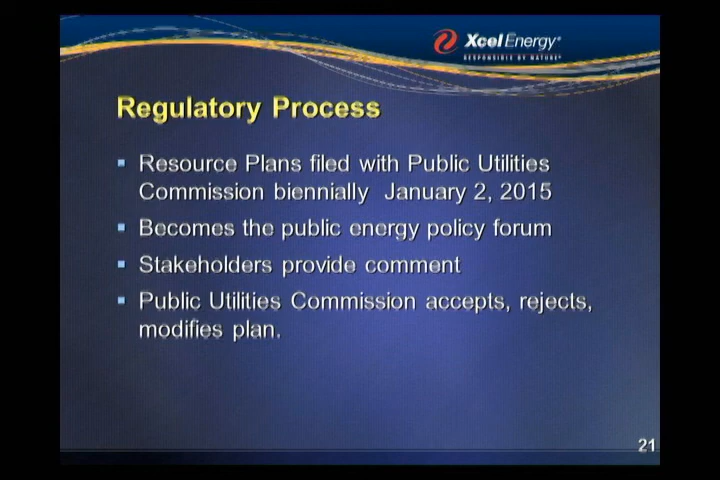 Xcel Energy®
RESPONSIBLE BY NATURE®
Regulatory Process
▪ Resource Plans filed with Public Utilities
Commission biennially January 2, 2015
▪ Becomes the public energy policy forum
▪ Stakeholders provide comment
▪ Public Utilities Commission accepts, rejects,
modifies plan.
21